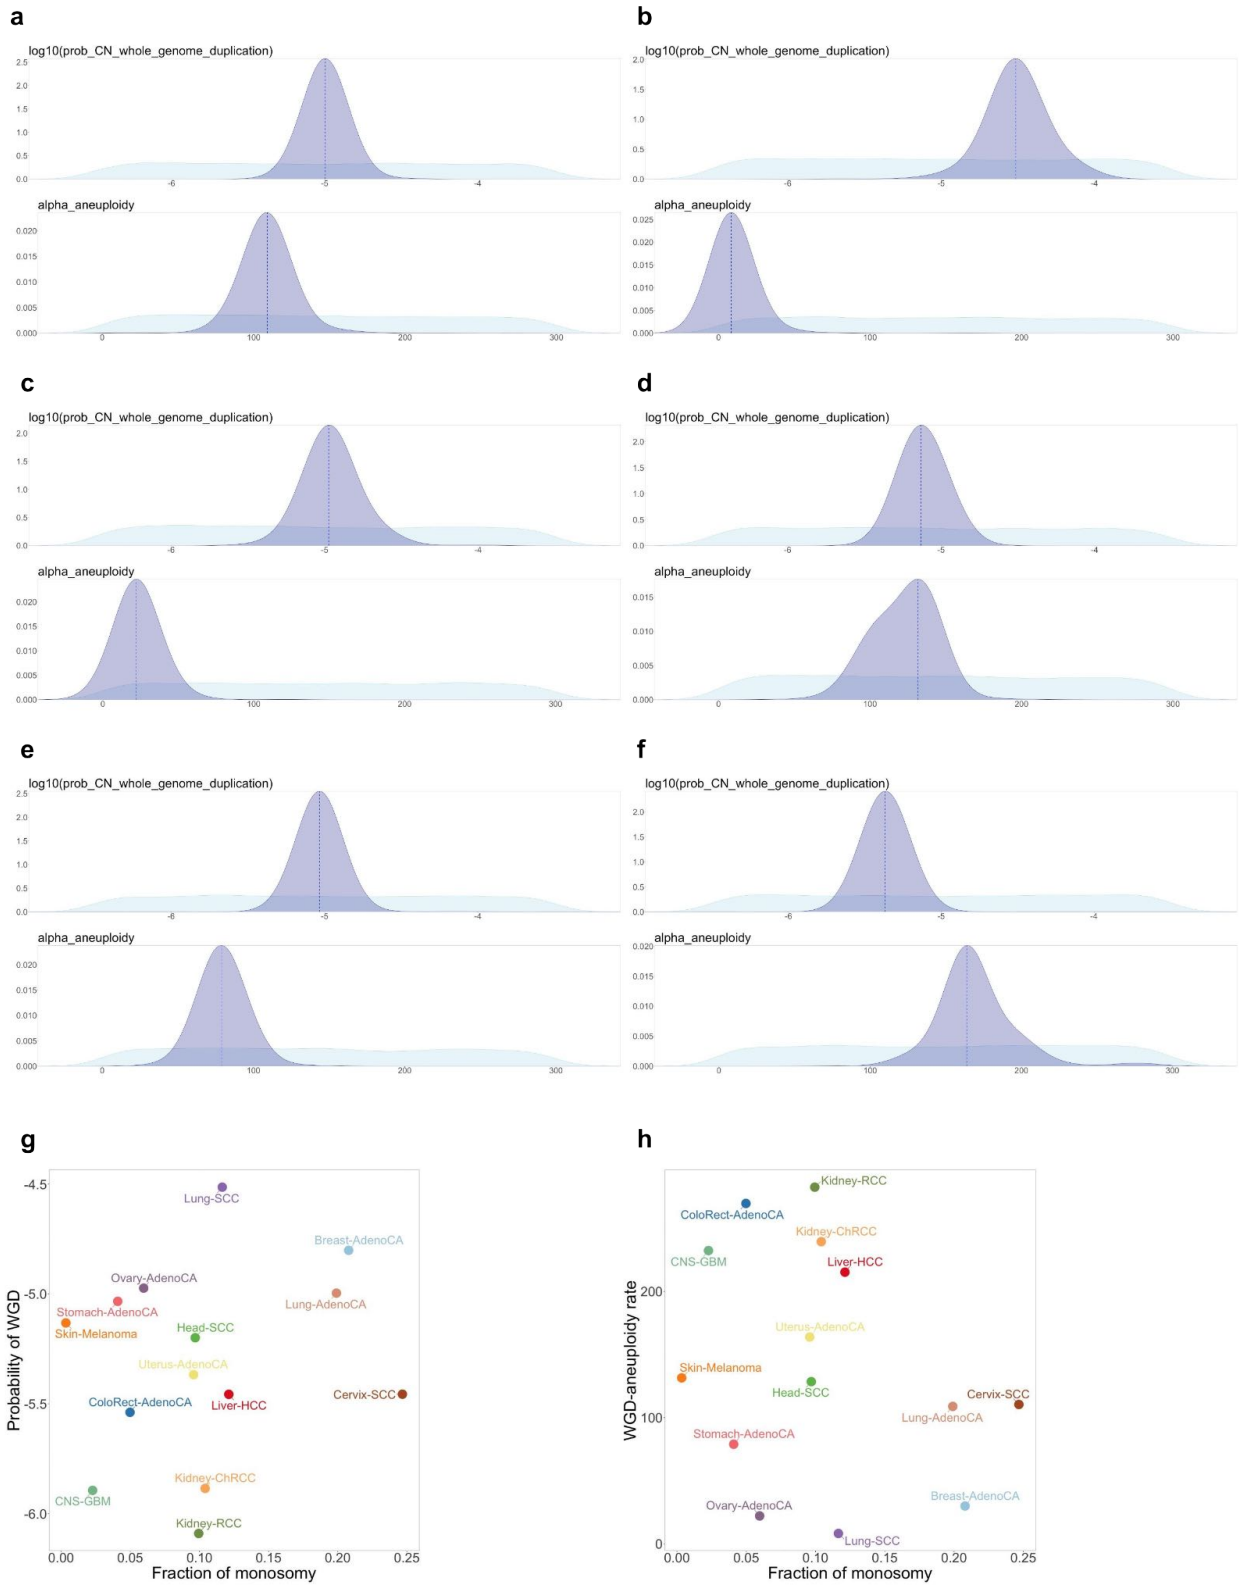 a
log10(prob_CN_whole_genome_duplication)
2.5
2.0
1.5
1.0
0.5
0.0
-6
-5
-4
alpha_aneuploidy
0.020
0.015
0.010
0.005
0.000
0
100
200
300
b
log10(prob_CN_whole_genome_duplication)
2.0
1.5
1.0
0.5
0.0
-6
-5
-4
alpha_aneuploidy
0.025
0.020
0.015
0.010
0.005
0.000
0
100
200
300
c
log10(prob_CN_whole_genome_duplication)
2.0
1.5
1.0
0.5
0.0
-6
-5
-4
alpha_aneuploidy
0.020
0.015
0.010
0.005
0.000
0
100
200
300
d
log10(prob_CN_whole_genome_duplication)
2.0
1.5
1.0
0.5
0.0
-6
-5
-4
alpha_aneuploidy
0.015
0.010
0.005
0.000
0
100
200
300
e
log10(prob_CN_whole_genome_duplication)
2.5
2.0
1.5
1.0
0.5
0.0
-6
-5
-4
alpha_aneuploidy
0.020
0.015
0.010
0.005
0.000
0
100
200
300
f
log10(prob_CN_whole_genome_duplication)
2.0
1.5
1.0
0.5
0.0
-6
-5
-4
alpha_aneuploidy
0.020
0.015
0.010
0.005
0.000
0
100
200
300
g
Probability of WGD
-4.5
-5.0
-5.5
-6.0
Lung-SCC
Breast-AdenoCA
Ovary-AdenoCA
Lung-AdenoCA
Stomach-AdenoCA
Skin-Melanoma
Head-SCC
Uterus-AdenoCA
Cervix-SCC
ColoRect-AdenoCA
Liver-HCC
Kidney-ChRCC
CNS-GBM
Kidney-RCC
0.00
0.05
0.10
0.15
0.20
0.25
Fraction of monosomy
h
WGD-aneuploidy rate
200
100
0
Kidney-RCC
ColoRect-AdenoCA
Kidney-ChRCC
CNS-GBM
Liver-HCC
Uterus-AdenoCA
Skin-Melanoma
Head-SCC
Cervix-SCC
Lung-AdenoCA
Stomach-AdenoCA
Breast-AdenoCA
Ovary-AdenoCA
Lung-SCC
0.00
0.05
0.10
0.15
0.20
0.25
Fraction of monosomy